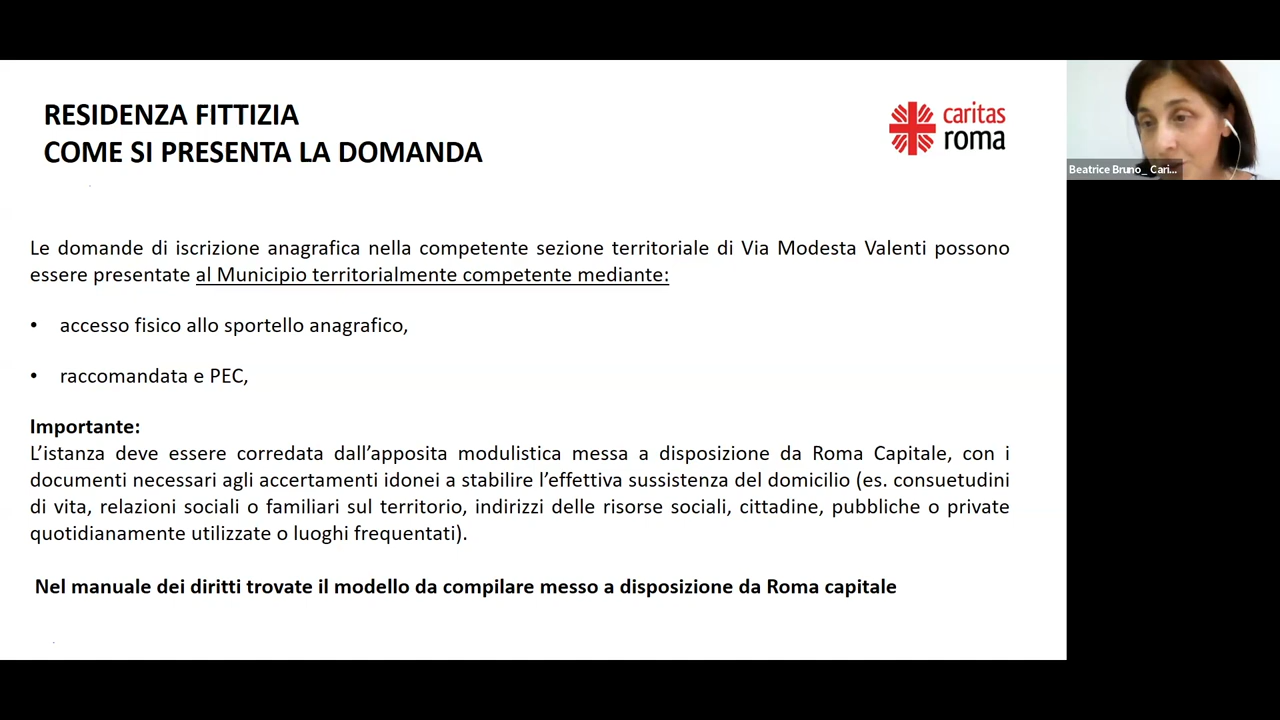 RESIDENZA FITTIZIA
COME SI PRESENTA LA DOMANDA
caritas
roma
Beatrice Bruno_ Cari...
Le domande di iscrizione anagrafica nella competente sezione territoriale di Via Modesta Valenti possono
essere presentate al Municipio territorialmente competente mediante:
• accesso fisico allo sportello anagrafico,
• raccomandata e PEC,
Importante:
L’istanza deve essere corredata dall’apposita modulistica messa a disposizione da Roma Capitale, con i
documenti necessari agli accertamenti idonei a stabilire l’effettiva sussistenza del domicilio (es. consuetudini
di vita, relazioni sociali o familiari sul territorio, indirizzi delle risorse sociali, cittadine, pubbliche o private
quotidianamente utilizzate o luoghi frequentati).
Nel manuale dei diritti trovate il modello da compilare messo a disposizione da Roma capitale